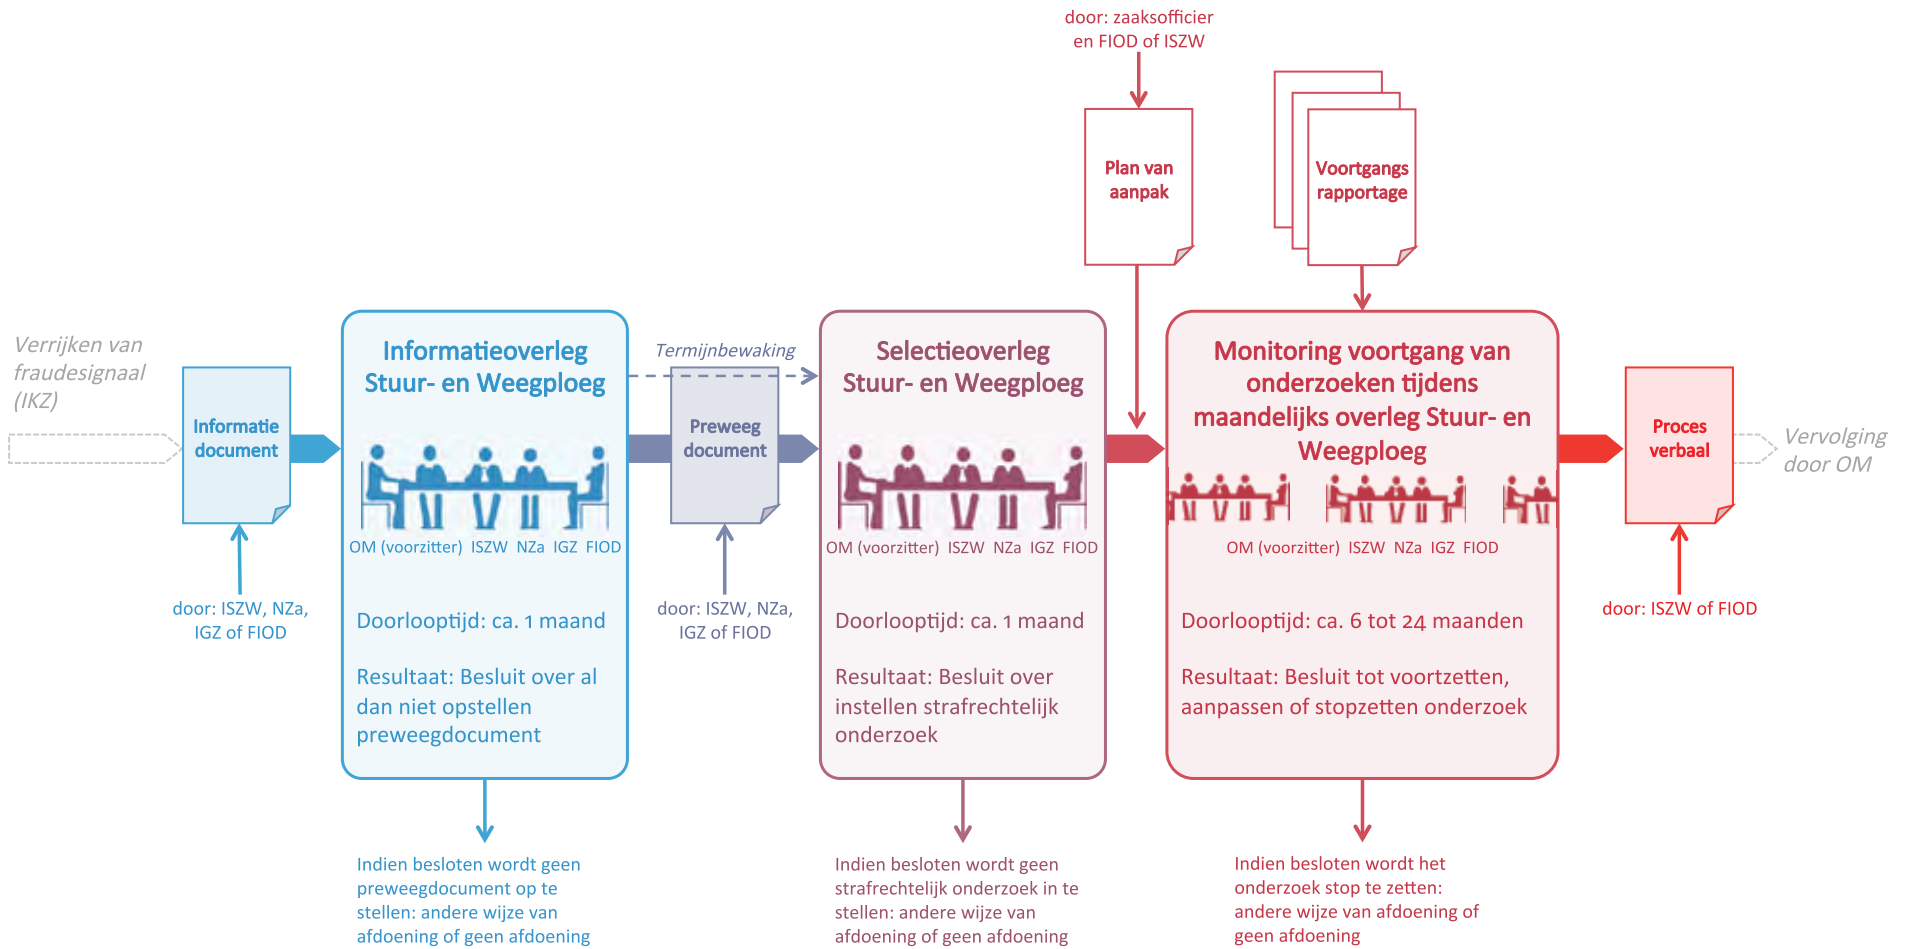 door: zaaksofficier
en FIOD of ISZW
Plan van
aanpak
Voortgangs
rapportage
Verrijken van
fraudesignaal
(IKZ)
Informatie
document
door: ISZW, NZa,
IGZ of FIOD
Informatieoverleg
Stuur- en Weegploeg
OM (voorzitter) ISZW NZa IGZ FIOD
Doorlooptijd: ca. 1 maand
Resultaat: Besluit over al
dan niet opstellen
preweegdocument
Indien besloten wordt geen
preweegdocument op te
stellen: andere wijze van
afdoening of geen afdoening
Termijnbewaking
Preweeg
document
door: ISZW, NZa,
IGZ of FIOD
Selectieoverleg
Stuur- en Weegploeg
OM (voorzitter) ISZW NZa IGZ FIOD
Doorlooptijd: ca. 1 maand
Resultaat: Besluit over
instellen strafrechtelijk
onderzoek
Indien besloten wordt geen
strafrechtelijk onderzoek in te
stellen: andere wijze van
afdoening of geen afdoening
Monitoring voortgang van
onderzoeken tijdens
maandelijks overleg Stuur- en
Weegploeg
OM (voorzitter) ISZW NZa IGZ FIOD
Doorlooptijd: ca. 6 tot 24 maanden
Resultaat: Besluit tot voortzetten,
aanpassen of stopzetten onderzoek
Indien besloten wordt het
onderzoek stop te zetten:
andere wijze van afdoening of
geen afdoening
Proces
verbaal
door: ISZW of FIOD
Vervolging
door OM